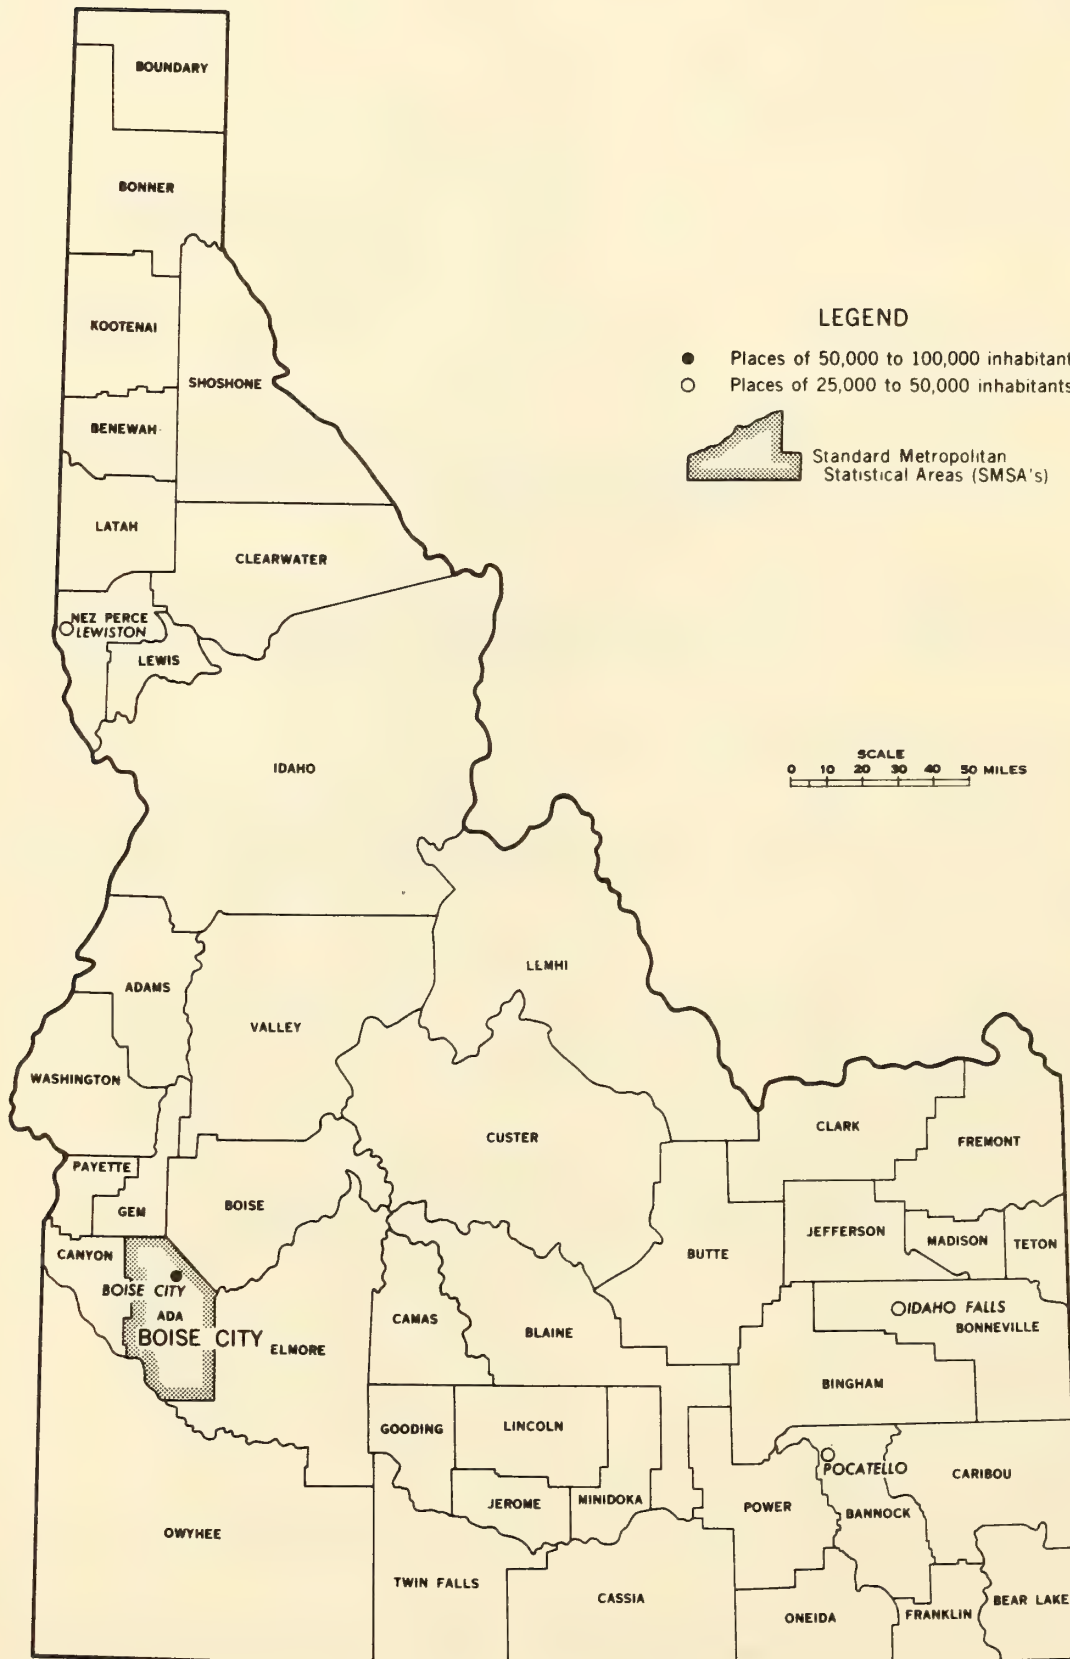 BOUNDARY
BONNER
KOOTENAI
SHOSHONE
BENEWAH
LATAH
CLEARWATER
NEZ PERCE
LEWISTON
LEWIS
IDAHO
LEGEND
Places of 50,000 to 100,000 inhabitant
Places of 25,000 to 50,000 inhabitants
Standard Metropolitan
Statistical Areas (SMSA's)
SCALE
0 10 20 30 40 50 MILES
LEMHI
ADAMS
VALLEY
WASHINGTON
CUSTER
CLARK
FREMONT
PAYETTE
GEM
BOISE
BUTTE
JEFFERSON
MADISON
TETON
CANYON
BOISE CITY
ADA
BOISE CITY
ELMORE
CAMAS
BLAINE
IDAHO FALLS
BONNEVILLE
BINGHAM
GOODING
LINCOLN
JEROME
MINIDOKA
POCATELLO
CARIBOU
POWER
BANNOCK
OWYHEE
TWIN FALLS
CASSIA
ONEIDA
FRANKLIN
BEAR LAKE